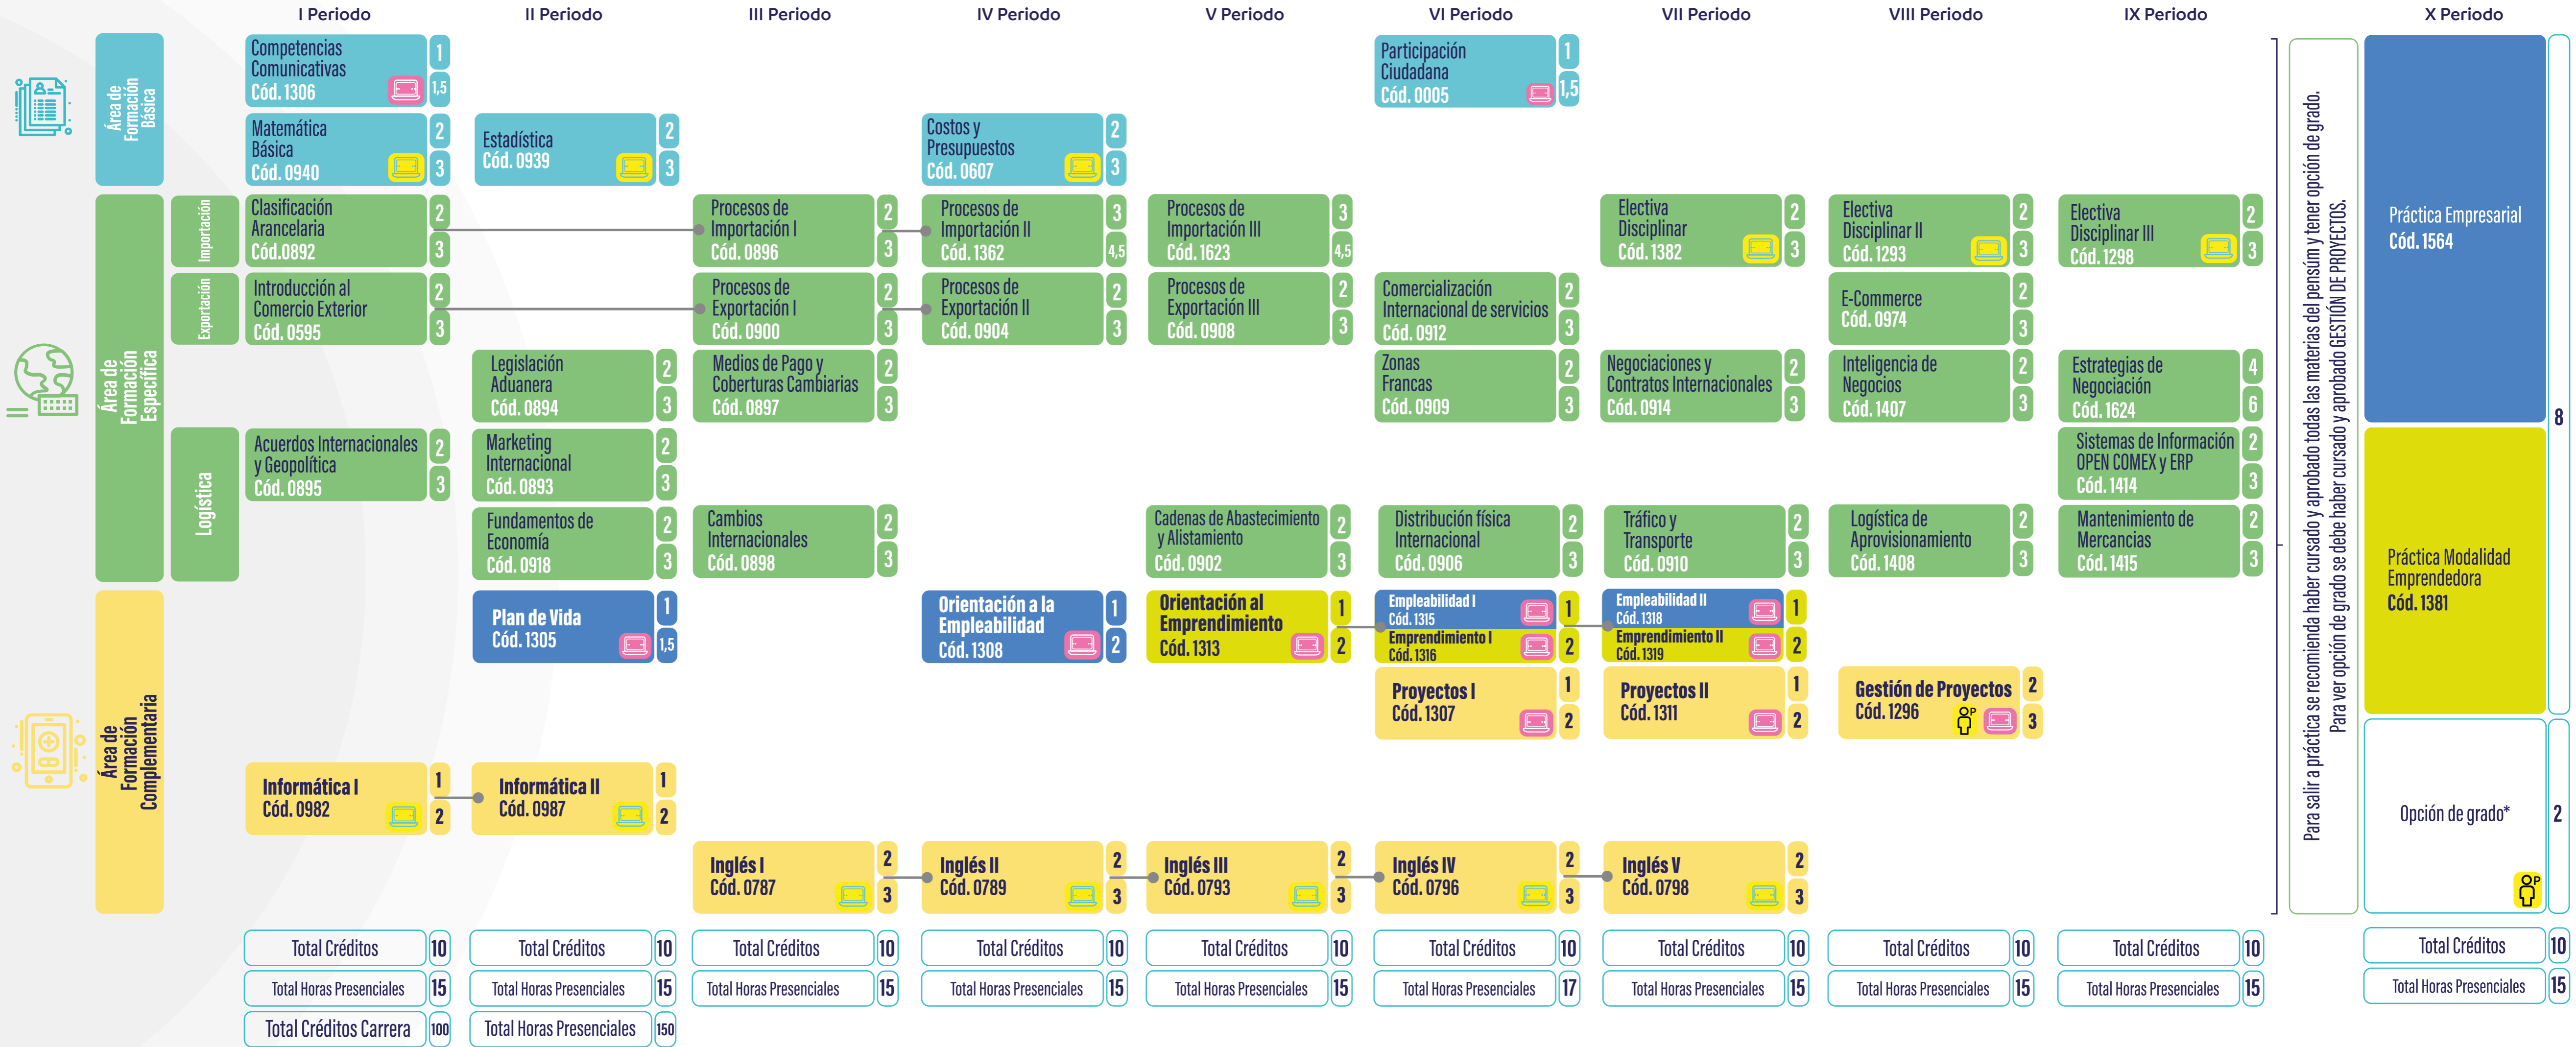 I Periodo
II Periodo
III Periodo
IV Periodo
V Periodo
VI Periodo
VII Periodo
VIII Periodo
IX Periodo
X Periodo
Área de
Formación
Básica
Competencias
Comunicativas
Cód. 1306
1
1,5
Participación
Ciudadana
Cód. 0005
1
1,5
Matemática
Básica
Cód. 0940
2
3
Estadística
Cód. 0939
2
3
Costos y
Presupuestos
Cód. 0607
2
3
Área de
Formación
Específica
Importación
Clasificación
Arancelaria
Cód.0892
2
3
Procesos de
Importación I
Cód. 0896
2
3
Procesos de
Importación II
Cód. 1362
3
4,5
Procesos de
Importación III
Cód. 1623
3
4,5
Electiva
Disciplinar
Cód. 1382
2
3
Electiva
Disciplinar II
Cód. 1293
2
3
Electiva
Disciplinar III
Cód. 1298
2
3
Exportación
Introducción al
Comercio Exterior
Cód. 0595
2
3
Procesos de
Exportación I
Cód. 0900
2
3
Procesos de
Exportación II
Cód. 0904
2
3
Procesos de
Exportación III
Cód. 0908
2
3
Comercialización
Internacional de servicios
Cód. 0912
2
3
E-Commerce
Cód. 0974
2
3
Legislación
Aduanera
Cód. 0894
2
3
Medios de Pago y
Coberturas Cambiarias
Cód. 0897
2
3
Zonas
Francas
Cód. 0909
2
3
Negociaciones y
Contratos Internacionales
Cód. 0914
2
3
Inteligencia de
Negocios
Cód. 1407
2
3
Estrategias de
Negociación
Cód. 1624
4
6
Logística
Acuerdos Internacionales
y Geopolítica
Cód. 0895
2
3
Marketing
Internacional
Cód. 0893
2
3
Sistemas de Información
OPEN COMEX y ERP
Cód. 1414
2
3
Fundamentos de
Economía
Cód. 0918
2
3
Cambios
Internacionales
Cód. 0898
2
3
Cadenas de Abastecimiento
y Alistamiento
Cód. 0902
2
3
Distribución física
Internacional
Cód. 0906
2
3
Tráfico y
Transporte
Cód. 0910
2
3
Logística de
Aprovisionamiento
Cód. 1408
2
3
Mantenimiento de
Mercancias
Cód. 1415
2
3
Área de
Formación
Complementaria
Plan de Vida
Cód. 1305
1
1,5
Orientación a la
Empleabilidad
Cód. 1308
1
2
Orientación al
Emprendimiento
Cód. 1313
1
2
Empleabilidad I
Cód. 1315
Emprendimiento I
Cód. 1316
1
2
Empleabilidad II
Cód. 1318
Emprendimiento II
Cód. 1319
1
2
Proyectos I
Cód. 1307
1
2
Proyectos II
Cód. 1311
1
2
Gestión de Proyectos
Cód. 1296
P
2
3
Informática I
Cód. 0982
1
2
Informática II
Cód. 0987
1
2
Inglés I
Cód. 0787
2
3
Inglés II
Cód. 0789
2
3
Inglés III
Cód. 0793
2
3
Inglés IV
Cód. 0796
2
3
Inglés V
Cód. 0798
2
3
Para salir a práctica se recomienda haber cursado y aprobado todas las materias del pensúm y tener opción de grado.
Para ver opción de grado se debe haber cursado y aprobado GESTIÓN DE PROYECTOS.
Práctica Empresarial
Cód. 1564
Práctica Modalidad
Emprendedora
Cód. 1381
8
Opción de grado*
P
2
Total Créditos 10
Total Créditos 10
Total Créditos 10
Total Créditos 10
Total Créditos 10
Total Créditos 10
Total Créditos 10
Total Créditos 10
Total Créditos 10
Total Créditos 10
Total Horas Presenciales 15
Total Horas Presenciales 15
Total Horas Presenciales 15
Total Horas Presenciales 15
Total Horas Presenciales 15
Total Horas Presenciales 17
Total Horas Presenciales 15
Total Horas Presenciales 15
Total Horas Presenciales 15
Total Horas Presenciales 15
Total Créditos Carrera 100
Total Horas Presenciales 150